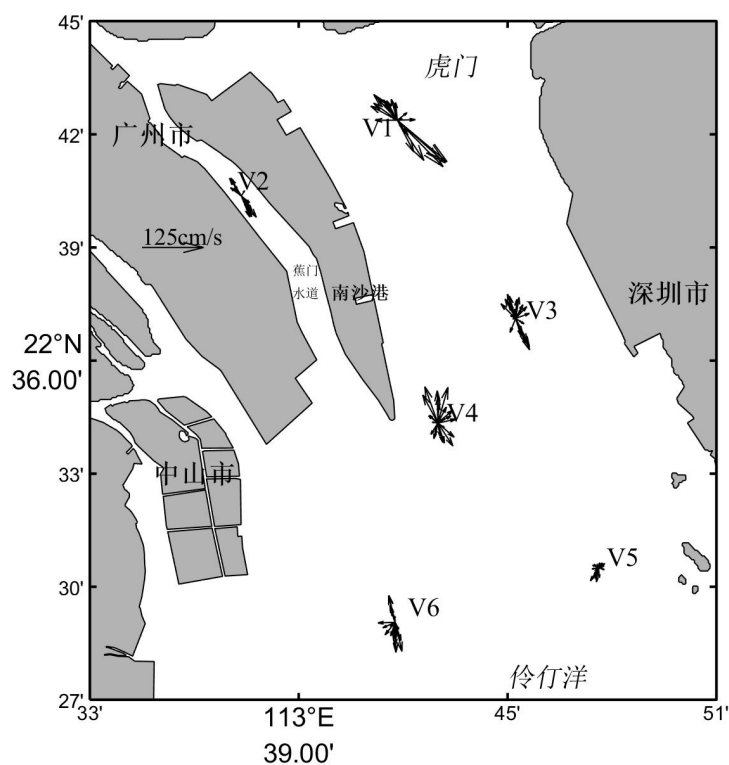 45'
虎门
42'
V1
广州市
V2
125cm/s
39'
蕉门
水道
南沙港
深圳市
V3
22°N
36.00'
V4
33'
中山市
V5
30'
V6
伶仃洋
27'
33'
113°E
39.00'
45'
51'